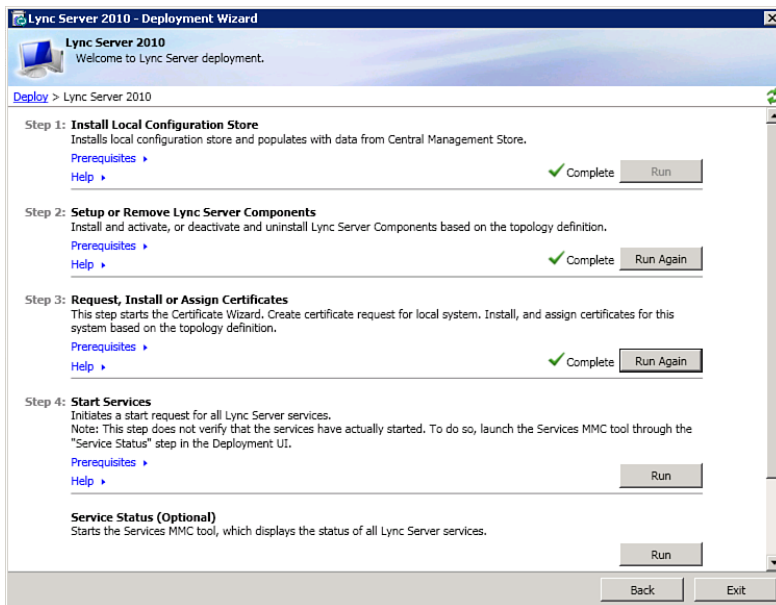 Lync Server 2010 - Deployment Wizard
Lync Server 2010
Welcome to Lync Server deployment.
Deploy > Lync Server 2010
Step 1: Install Local Configuration Store
Installs local configuration store and populates with data from Central Management Store.
Prerequisites
Help
Complete Run
Step 2: Setup or Remove Lync Server Components
Install and activate, or deactivate and uninstall Lync Server Components based on the topology definition.
Prerequisites
Help
Complete Run Again
Step 3: Request, Install or Assign Certificates
This step starts the Certificate Wizard. Create certificate request for local system. Install, and assign certificates for this
system based on the topology definition.
Prerequisites
Help
Complete Run Again
Step 4: Start Services
Initiates a start request for all Lync Server services.
Note: This step does not verify that the services have actually started. To do so, launch the Services MMC tool through the
"Service Status" step in the Deployment UI.
Prerequisites
Help
Run
Service Status (Optional)
Starts the Services MMC tool, which displays the status of all Lync Server services.
Run
Back Exit